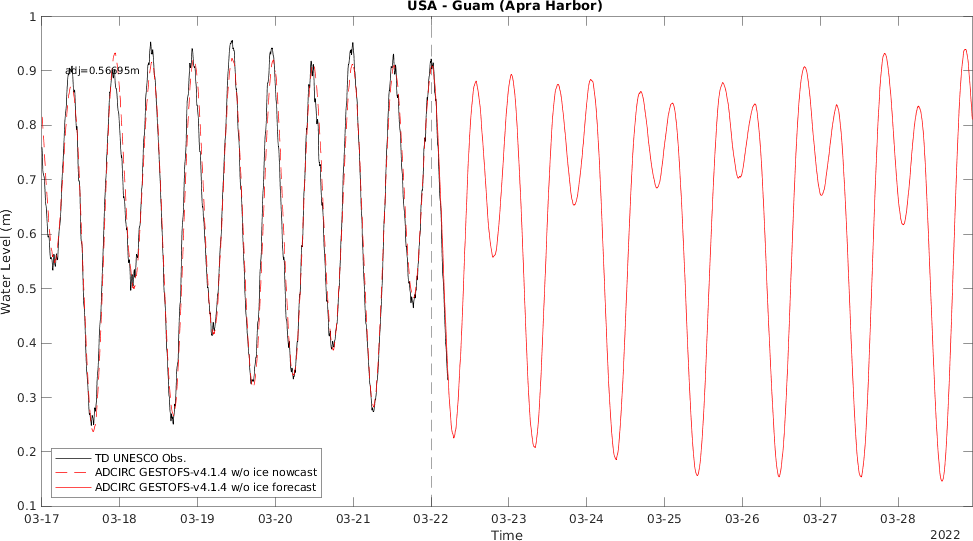 USA - Guam (Apra Harbor)
1
adj=0.56695m
0.9
0.8
0.7
0.6
0.5
0.4
0.3
0.2
0.1
Water Level (m)
TD UNESCO Obs.
ADCIRC GESTOFS-v4.1.4 w/o ice nowcast
ADCIRC GESTOFS-v4.1.4 w/o ice forecast
03-17 03-18 03-19 03-20 03-21 03-22 03-23 03-24 03-25 03-26 03-27 03-28
Time
2022